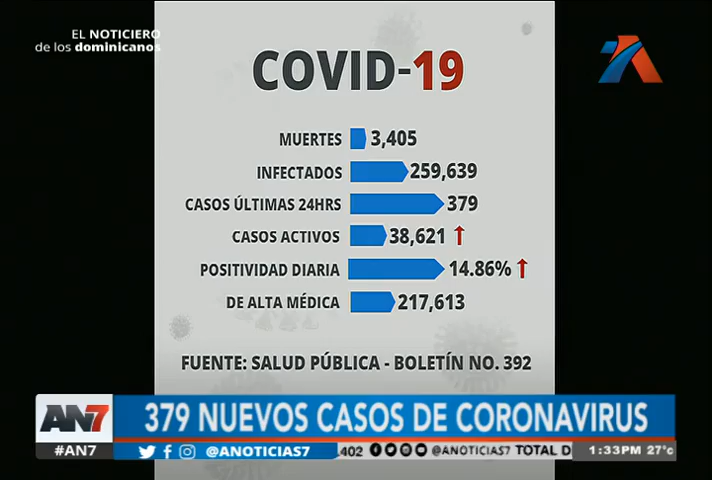 EL NOTICIERO
de los dominicanos
COVID-19
MUERTES 3,405
INFECTADOS 259,639
CASOS ÚLTIMAS 24HRS 379
CASOS ACTIVOS 38,621
POSITIVIDAD DIARIA 14.86%
DE ALTA MÉDICA 217,613
FUENTE: SALUD PÚBLICA - BOLETÍN NO. 392
AN7 379 NUEVOS CASOS DE CORONAVIRUS
#AN7 @ANOTICIAS7 .402 @ANOTICIAS7 TOTAL D 1:33PM 27°c